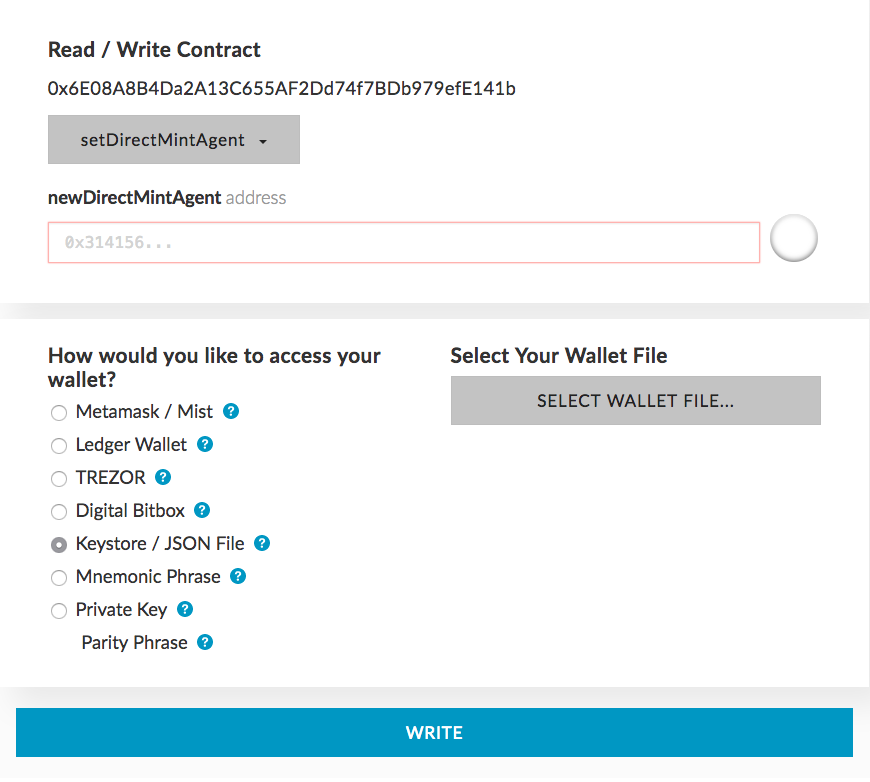 Read / Write Contract
0x6E08A8B4Da2A13C655AF2Dd74f7BDb979efE141b
setDirectMintAgent
newDirectMintAgent address
0x314156...
How would you like to access your
wallet?
Metamask / Mist ?
Ledger Wallet ?
TREZOR ?
Digital Bitbox ?
Keystore / JSON File ?
Mnemonic Phrase ?
Private Key ?
Parity Phrase ?
Select Your Wallet File
SELECT WALLET FILE...
WRITE